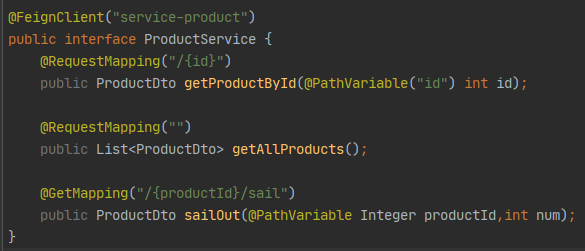 @FeignClient("service-product")
public interface ProductService {
    @RequestMapping("/{id}")
    public ProductDto getProductById(@PathVariable("id") int id);

    @RequestMapping("")
    public List<ProductDto> getAllProducts();

    @GetMapping("/{productId}/sail")
    public ProductDto sailOut(@PathVariable Integer productId,int num);
}